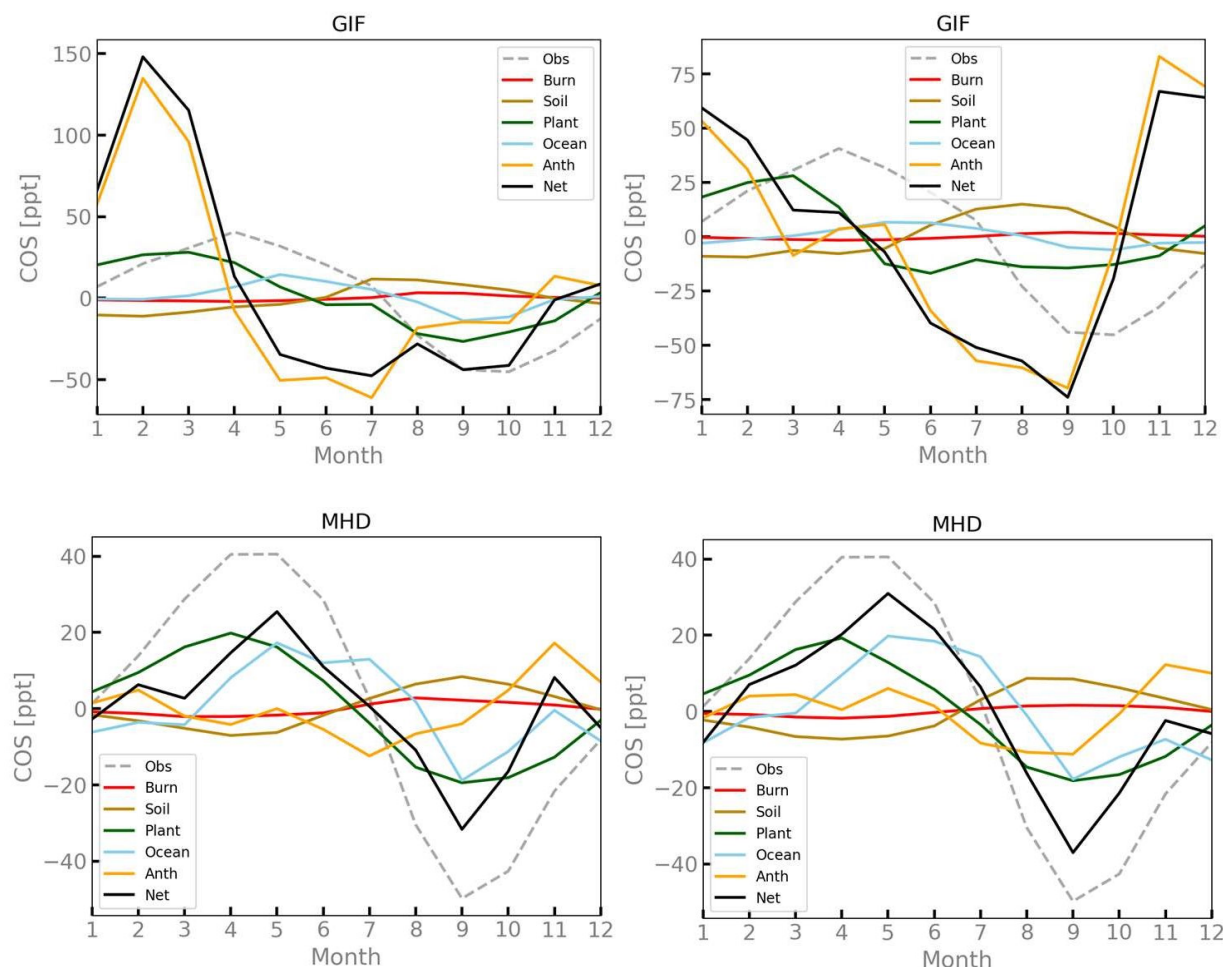 GIF
COS [ppt]
150
100
50
0
−50
Obs
Burn
Soil
Plant
Ocean
Anth
Net
1 2 3 4 5 6 7 8 9 10 11 12
Month
GIF
COS [ppt]
75
50
25
0
−25
−50
−75
Obs
Burn
Soil
Plant
Ocean
Anth
Net
1 2 3 4 5 6 7 8 9 10 11 12
Month
MHD
COS [ppt]
40
20
0
−20
−40
Obs
Burn
Soil
Plant
Ocean
Anth
Net
1 2 3 4 5 6 7 8 9 10 11 12
Month
MHD
COS [ppt]
40
20
0
−20
−40
Obs
Burn
Soil
Plant
Ocean
Anth
Net
1 2 3 4 5 6 7 8 9 10 11 12
Month